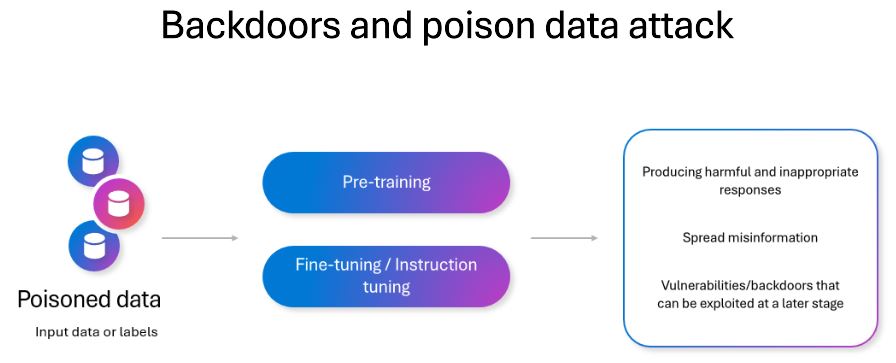 Backdoors and poison data attack
Poisoned data
Input data or labels
Pre-training
Fine-tuning / Instruction
tuning
Producing harmful and inappropriate
responses
Spread misinformation
Vulnerabilities/backdoors that
can be exploited at a later stage